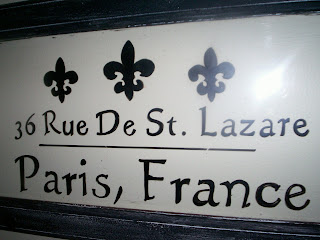 36 Rue De St. Lazare
Paris, France